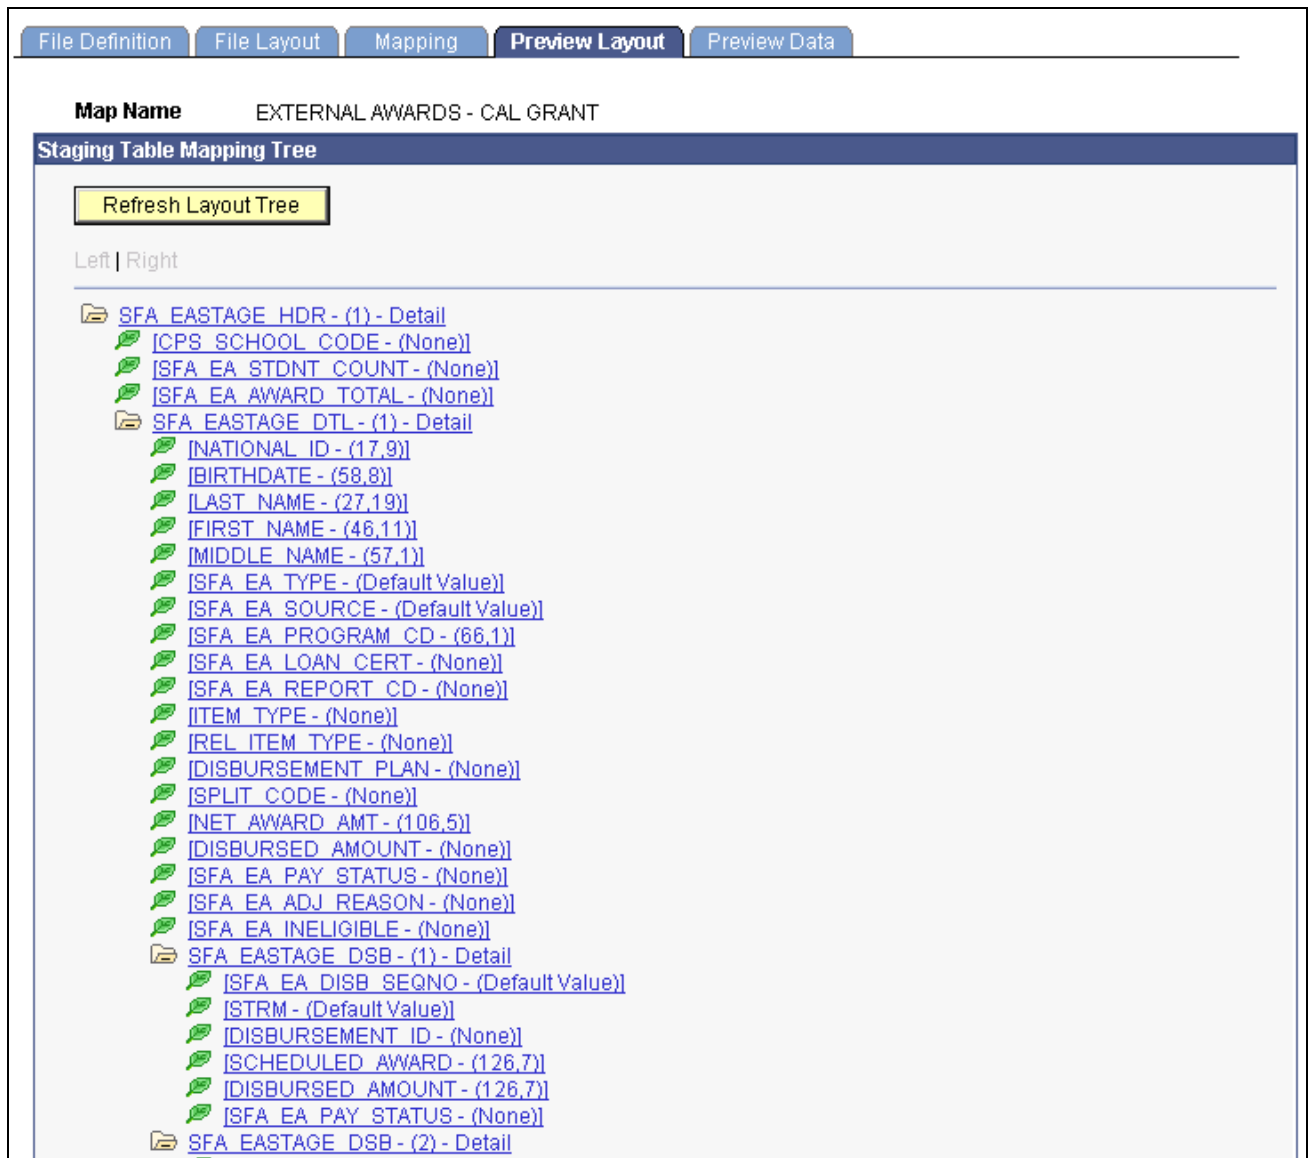 File Definition File Layout Mapping Preview Layout Preview Data
Map Name EXTERNAL AWARDS - CAL GRANT
Staging Table Mapping Tree
Refresh Layout Tree
Left | Right
SFA_EASTAGE_HDR - (1) - Detail
[CPS_SCHOOL_CODE - (None)]
[SFA_EA_STDNT_COUNT - (None)]
[SFA_EA_AWARD_TOTAL - (None)]
SFA_EASTAGE_DTL - (1) - Detail
[NATIONAL_ID - (17,9)]
[BIRTHDATE - (58,8)]
[LAST_NAME - (27,19)]
[FIRST_NAME - (46,11)]
[MIDDLE_NAME - (57,1)]
[SFA_EA_TYPE - (Default Value)]
[SFA_EA_SOURCE - (Default Value)]
[SFA_EA_PROGRAM_CD - (66,1)]
[SFA_EA_LOAN_CERT - (None)]
[SFA_EA_REPORT_CD - (None)]
[ITEM_TYPE - (None)]
[REL_ITEM_TYPE - (None)]
[DISBURSEMENT_PLAN - (None)]
[SPLIT_CODE - (None)]
[NET_AWARD_AMT - (106,5)]
[DISBURSED_AMOUNT - (None)]
[SFA_EA_PAY_STATUS - (None)]
[SFA_EA_ADJ_REASON - (None)]
[SFA_EA_INELIGIBLE - (None)]
SFA_EASTAGE_DSB - (1) - Detail
[SFA_EA_DISB_SEQNO - (Default Value)]
[STRM - (Default Value)]
[DISBURSEMENT_ID - (None)]
[SCHEDULED_AWARD - (126,7)]
[DISBURSED_AMOUNT - (126,7)]
[SFA_EA_PAY_STATUS - (None)]
SFA_EASTAGE_DSB - (2) - Detail